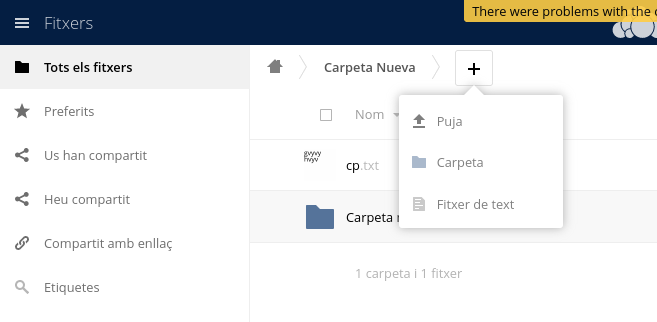 Fitxers
There were problems with the
Tots els fitxers
Preferits
Us han compartit
Heu compartit
Compartit amb enllaç
Etiquetes
Carpeta Nueva
Nom
Puja
Carpeta
Fitxer de text
gvyvy
hvyv
cp.txt
Carpeta
1 carpeta i 1 fitxer